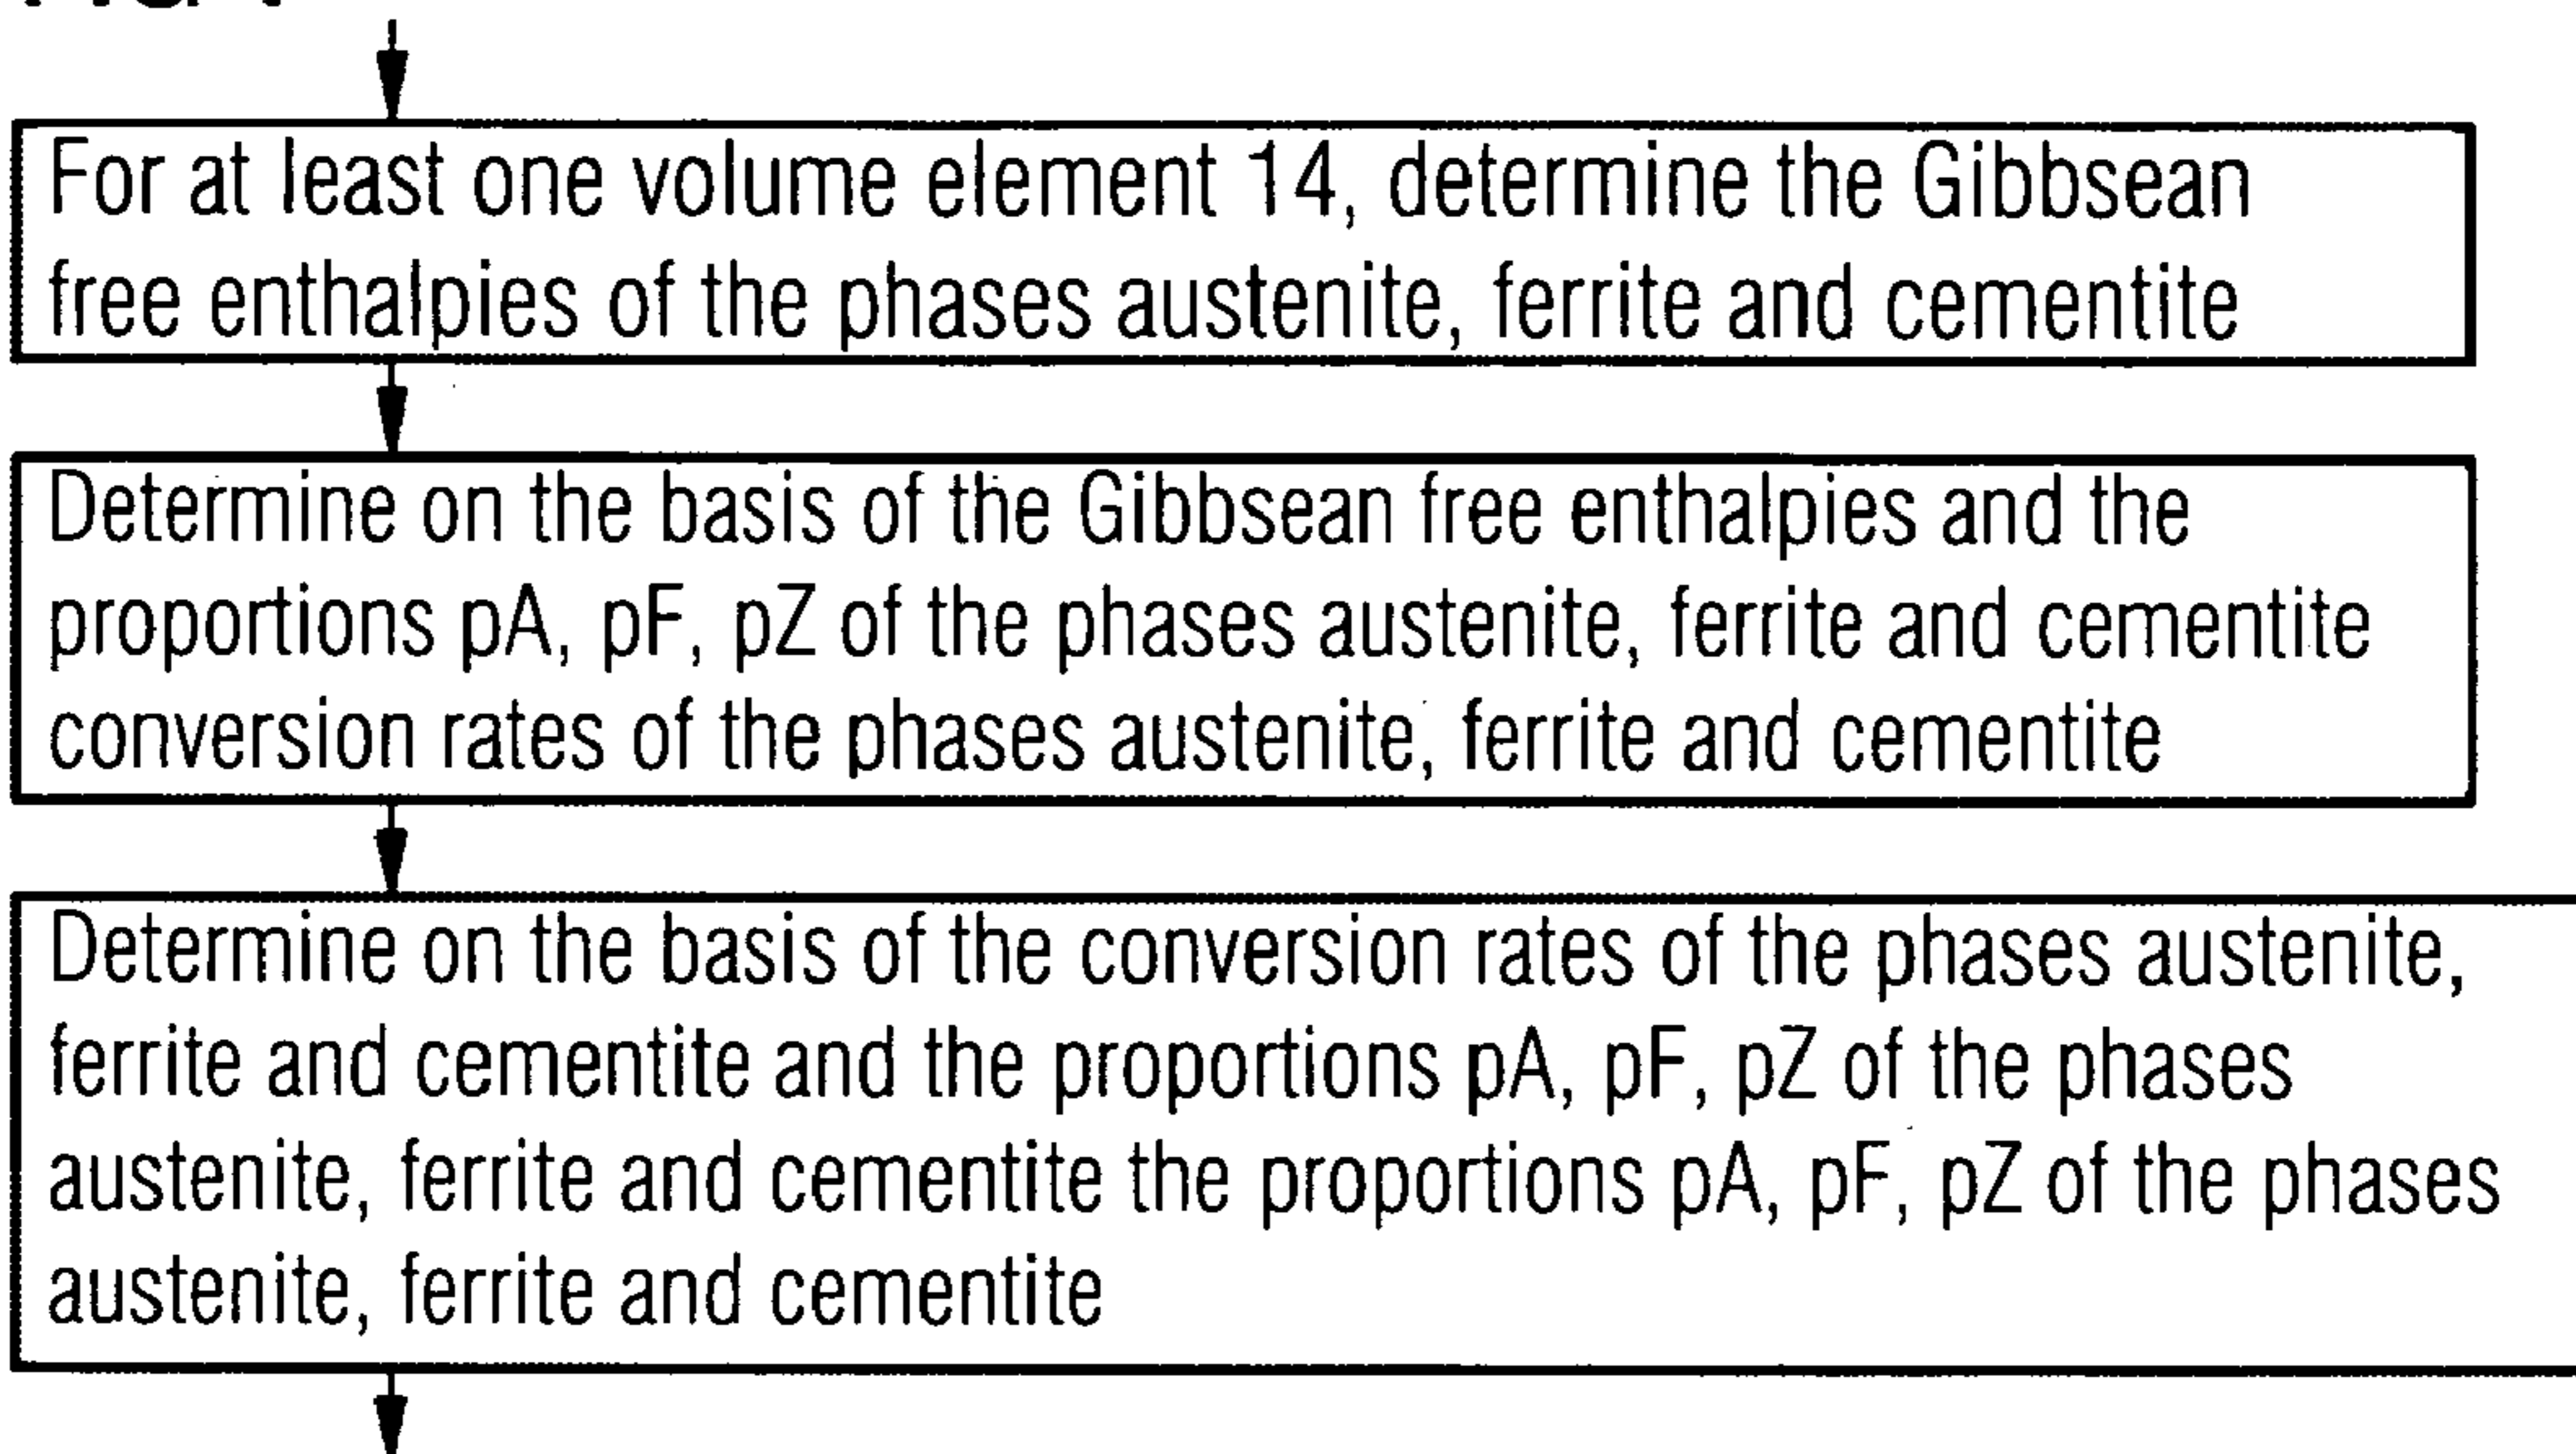 For at least one volume element 14, determine the Gibbsean
free enthalpies of the phases austenite, ferrite and cementite
Determine on the basis of the Gibbsean free enthalpies and the
proportions pA, pF, pZ of the phases austenite, ferrite and cementite
conversion rates of the phases austenite, ferrite and cementite
Determine on the basis of the conversion rates of the phases austenite,
ferrite and cementite and the proportions pA, pF, pZ of the phases
austenite, ferrite and cementite the proportions pA, pF, pZ of the phases
austenite, ferrite and cementite